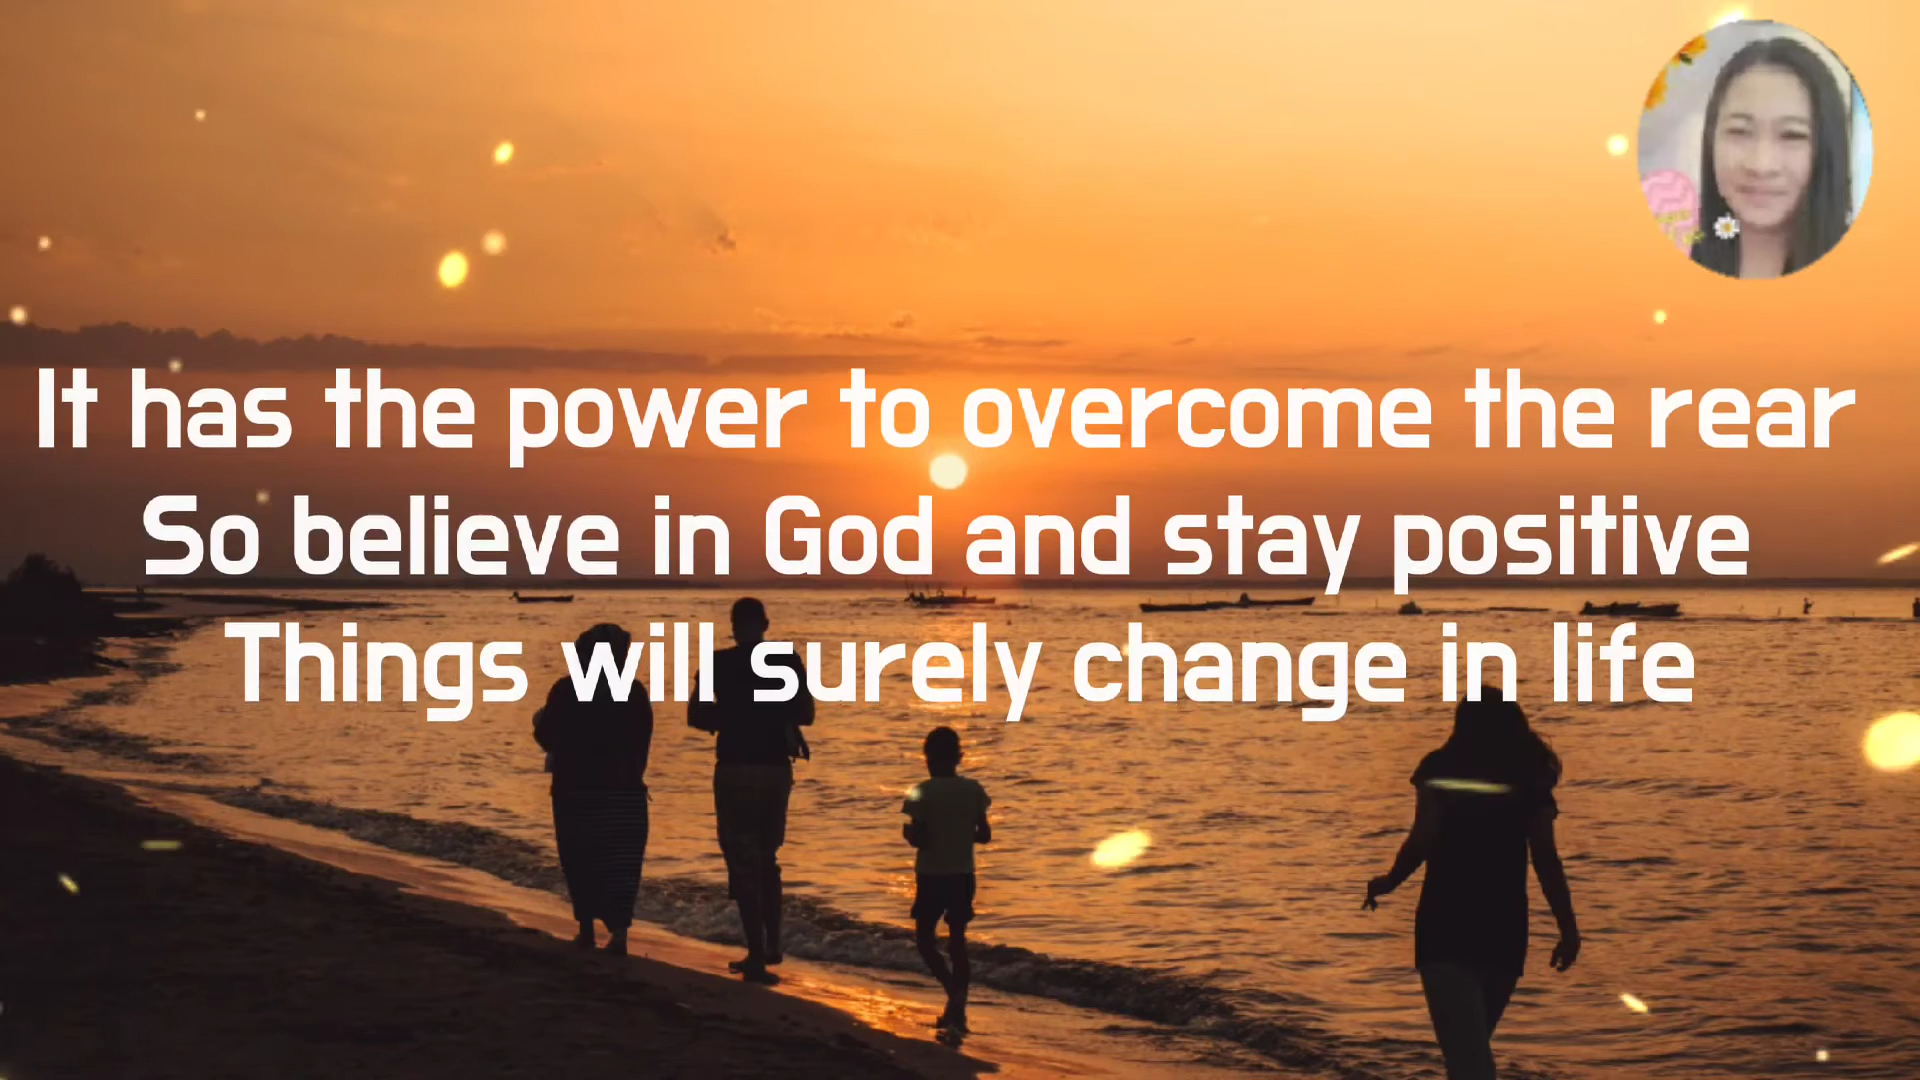 It has the power to overcome the rear
So believe in God and stay positive
Things will surely change in life